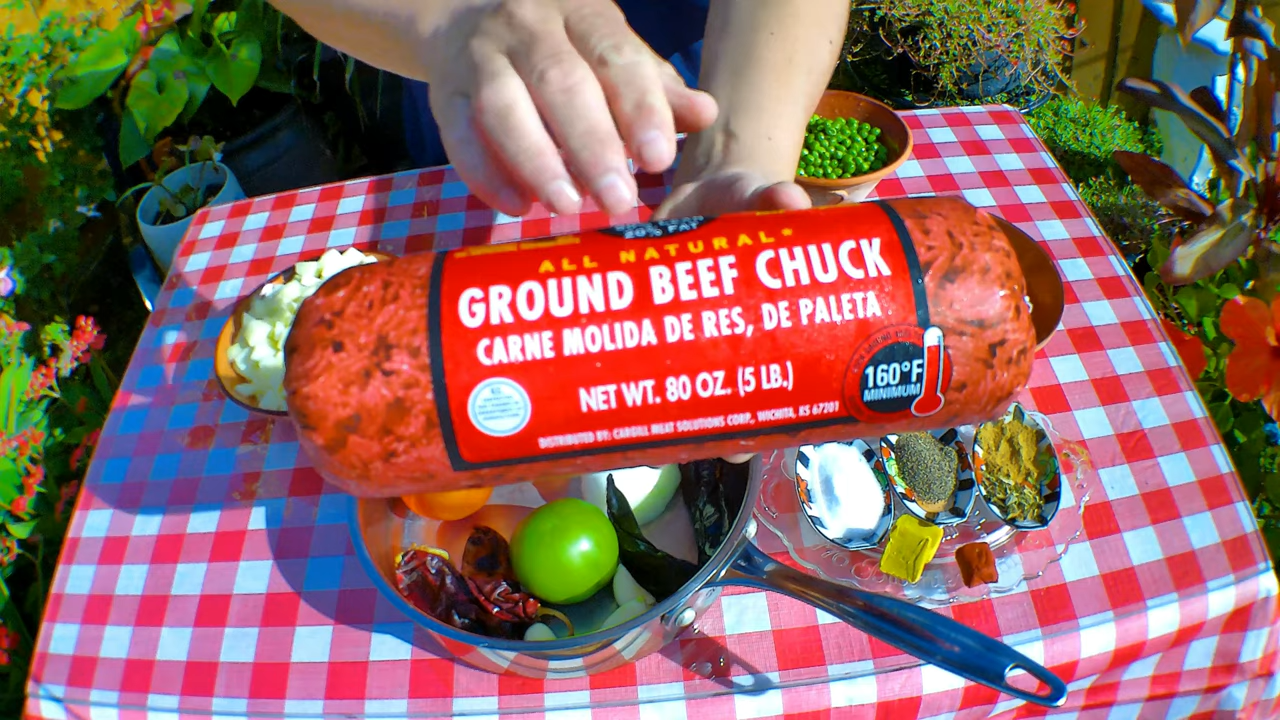 20% FAT
ALL NATURAL*
GROUND BEEF CHUCK
CARNE MOLIDA DE RES, DE PALETA
NET WT. 80 OZ. (5 LB.)
160°F
MINIMUM
DISTRIBUTED BY: CARGILL MEAT SOLUTIONS CORP., WICHITA, KS 67201